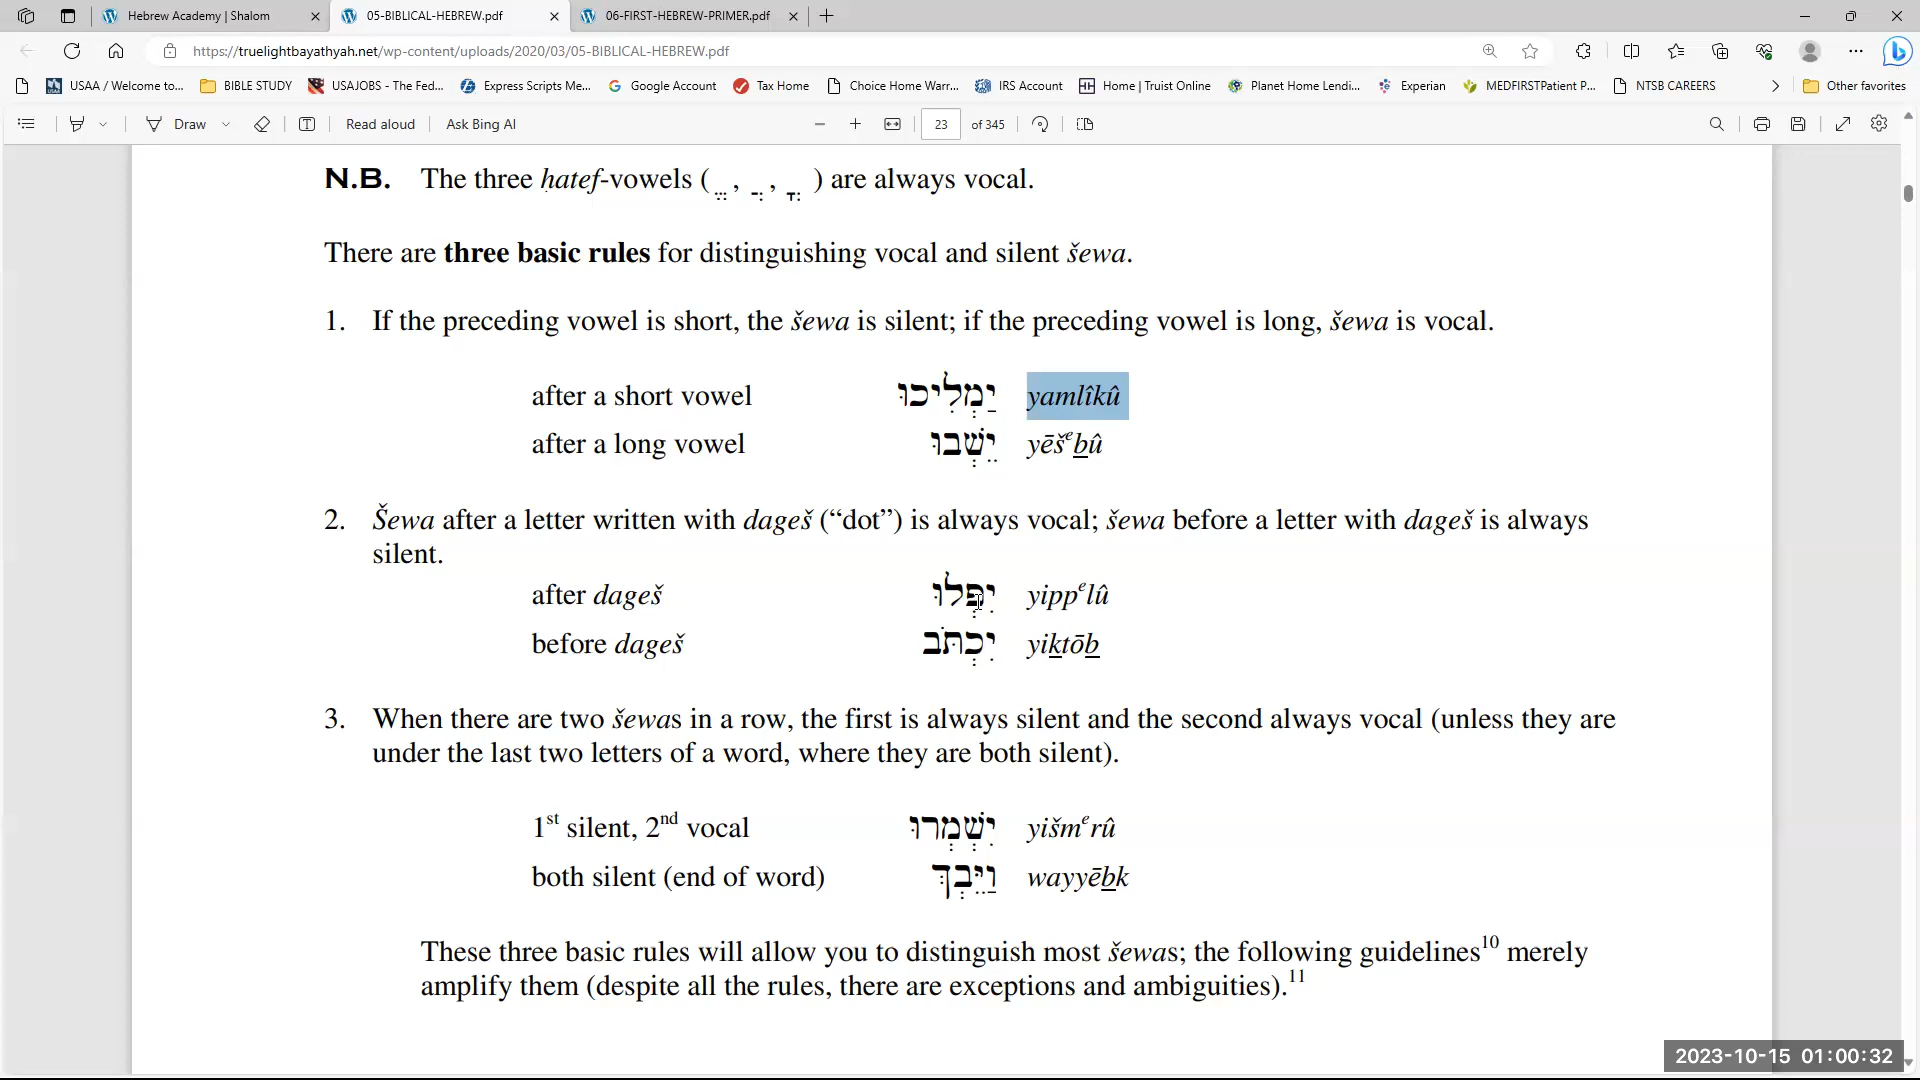 Hebrew Academy | Shalom
05-BIBLICAL-HEBREW.pdf
06-FIRST-HEBREW-PRIMER.pdf
https://truelightbayathyah.net/wp-content/uploads/2020/03/05-BIBLICAL-HEBREW.pdf
USAA / Welcome to... BIBLE STUDY USAJOBS - The Fed... Express Scripts Me... Google Account Tax Home Choice Home Warr... IRS Account Home | Truist Online Planet Home Lendi... Experian MEDFIRSTPatient P... NTSB CAREERS Other favorites
Draw Read aloud Ask Bing AI 23 of 345
N.B. The three hatef-vowels ( ֱ , ֲ , ֳ ) are always vocal.
There are three basic rules for distinguishing vocal and silent šewa.
1. If the preceding vowel is short, the šewa is silent; if the preceding vowel is long, šewa is vocal.
after a short vowel יַמְלִיכוּ yamlîkû
after a long vowel יֵשְׁבוּ yēšᵉḇû
2. Šewa after a letter written with dageš (“dot”) is always vocal; šewa before a letter with dageš is always
silent.
after dageš יִפְּלוּ yippᵉlû
before dageš יִכְתֹּב yiḵtōḇ
3. When there are two šewas in a row, the first is always silent and the second always vocal (unless they are
under the last two letters of a word, where they are both silent).
1st silent, 2nd vocal יִשְׁמְרוּ yišmᵉrû
both silent (end of word) וַיֵּבְךְּ wayyēḇk
These three basic rules will allow you to distinguish most šewas; the following guidelines10 merely
amplify them (despite all the rules, there are exceptions and ambiguities).11
2023-10-15 01:00:32